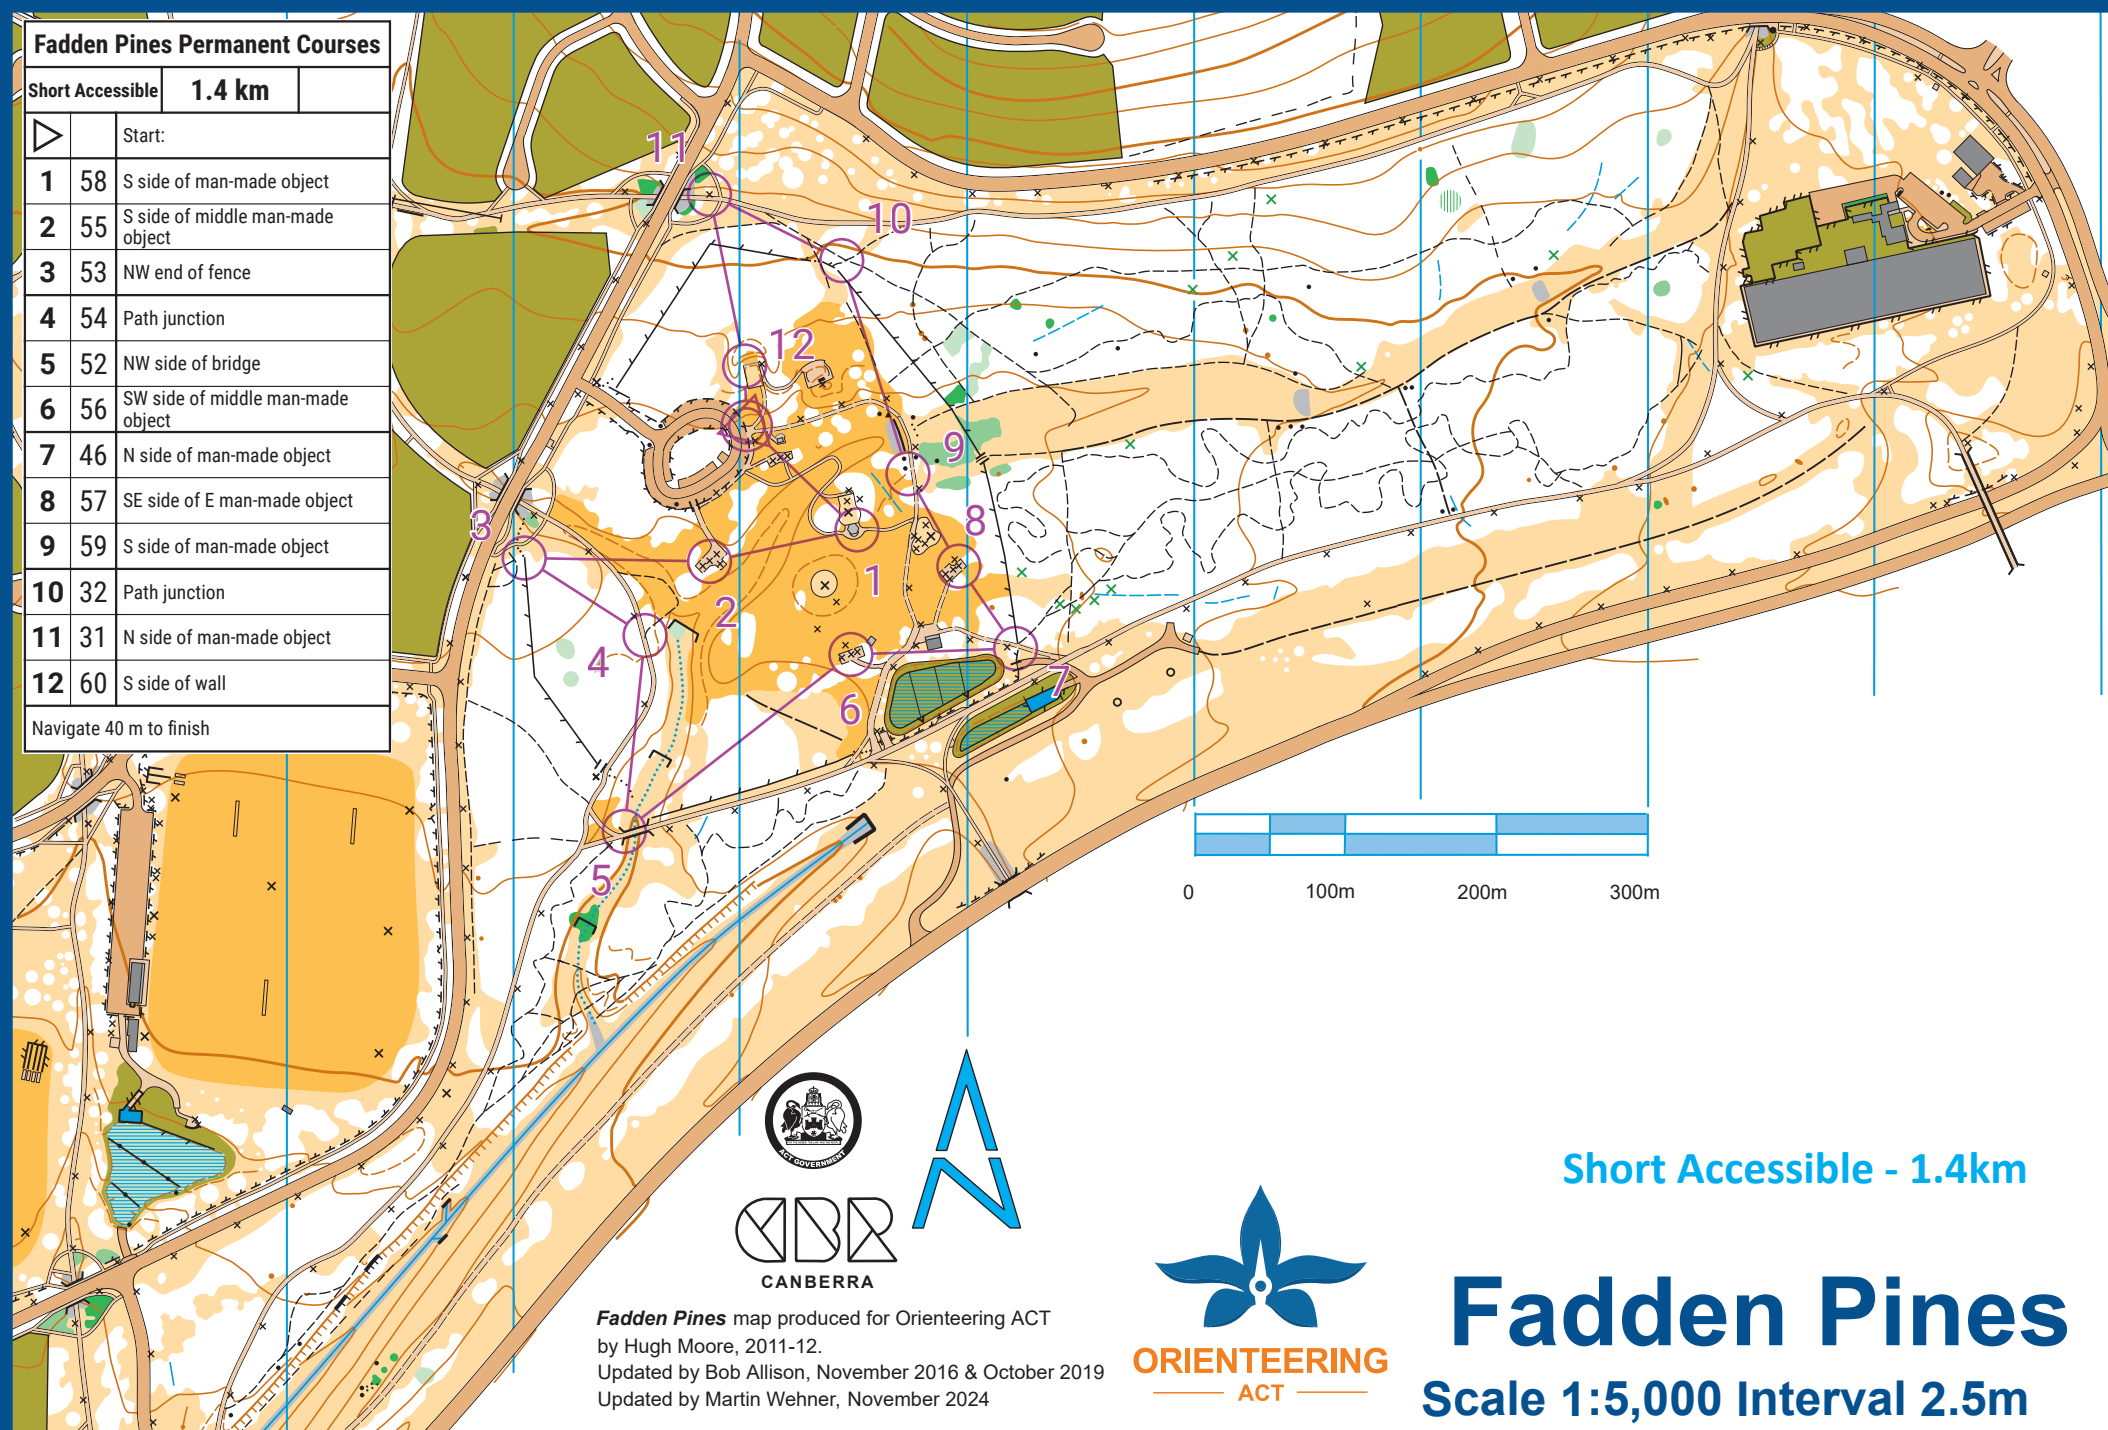 Fadden Pines Permanent Courses
Short Accessible 1.4 km
Start:
1 58 S side of man-made object
2 55 S side of middle man-made
object
3 53 NW end of fence
4 54 Path junction
5 52 NW side of bridge
6 56 SW side of middle man-made
object
7 46 N side of man-made object
8 57 SE side of E man-made object
9 59 S side of man-made object
10 32 Path junction
11 31 N side of man-made object
12 60 S side of wall
Navigate 40 m to finish
11
10
12
9
3
8
1
2
4
7
6
5
0 100m 200m 300m
ACT GOVERNMENT
CBR
CANBERRA
Fadden Pines map produced for Orienteering ACT
by Hugh Moore, 2011-12.
Updated by Bob Allison, November 2016 & October 2019
Updated by Martin Wehner, November 2024
N
ORIENTEERING
ACT
Short Accessible - 1.4km
Fadden Pines
Scale 1:5,000 Interval 2.5m